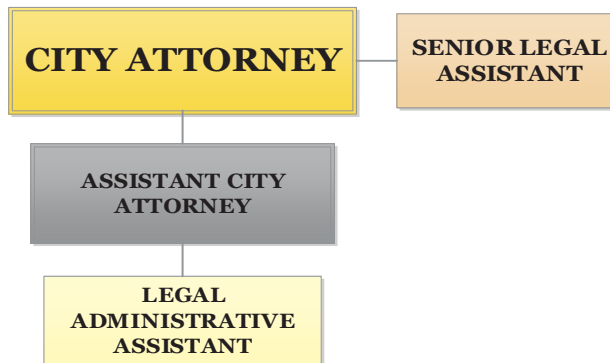 CITY ATTORNEY
SENIOR LEGAL
ASSISTANT
ASSISTANT CITY
ATTORNEY
LEGAL
ADMINISTRATIVE
ASSISTANT